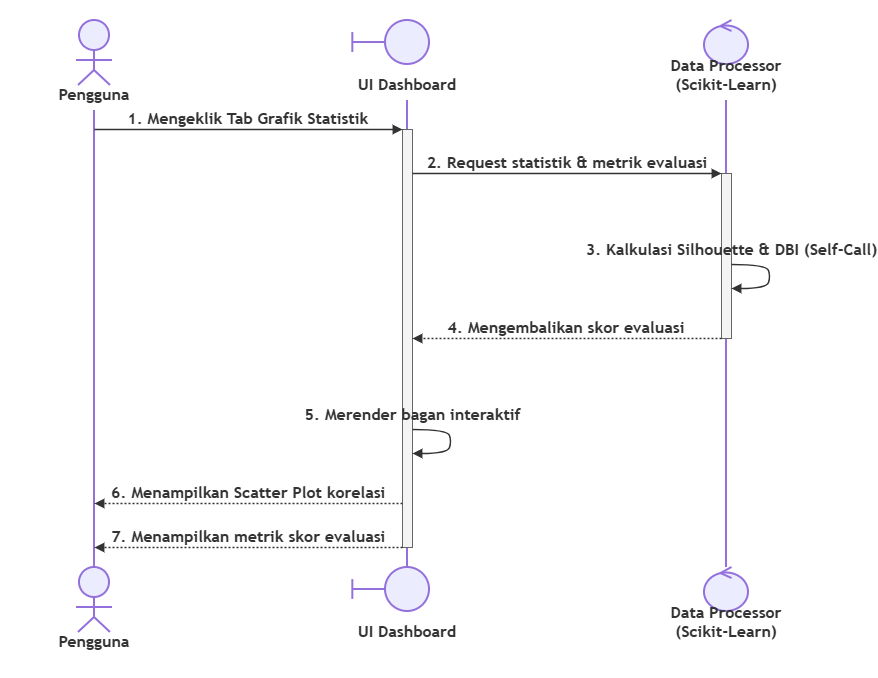 Pengguna
UI Dashboard
Data Processor
(Scikit-Learn)
1. Mengeklik Tab Grafik Statistik
2. Request statistik & metrik evaluasi
3. Kalkulasi Silhouette & DBI (Self-Call)
4. Mengembalikan skor evaluasi
5. Merender bagan interaktif
6. Menampilkan Scatter Plot korelasi
7. Menampilkan metrik skor evaluasi
Pengguna
UI Dashboard
Data Processor
(Scikit-Learn)